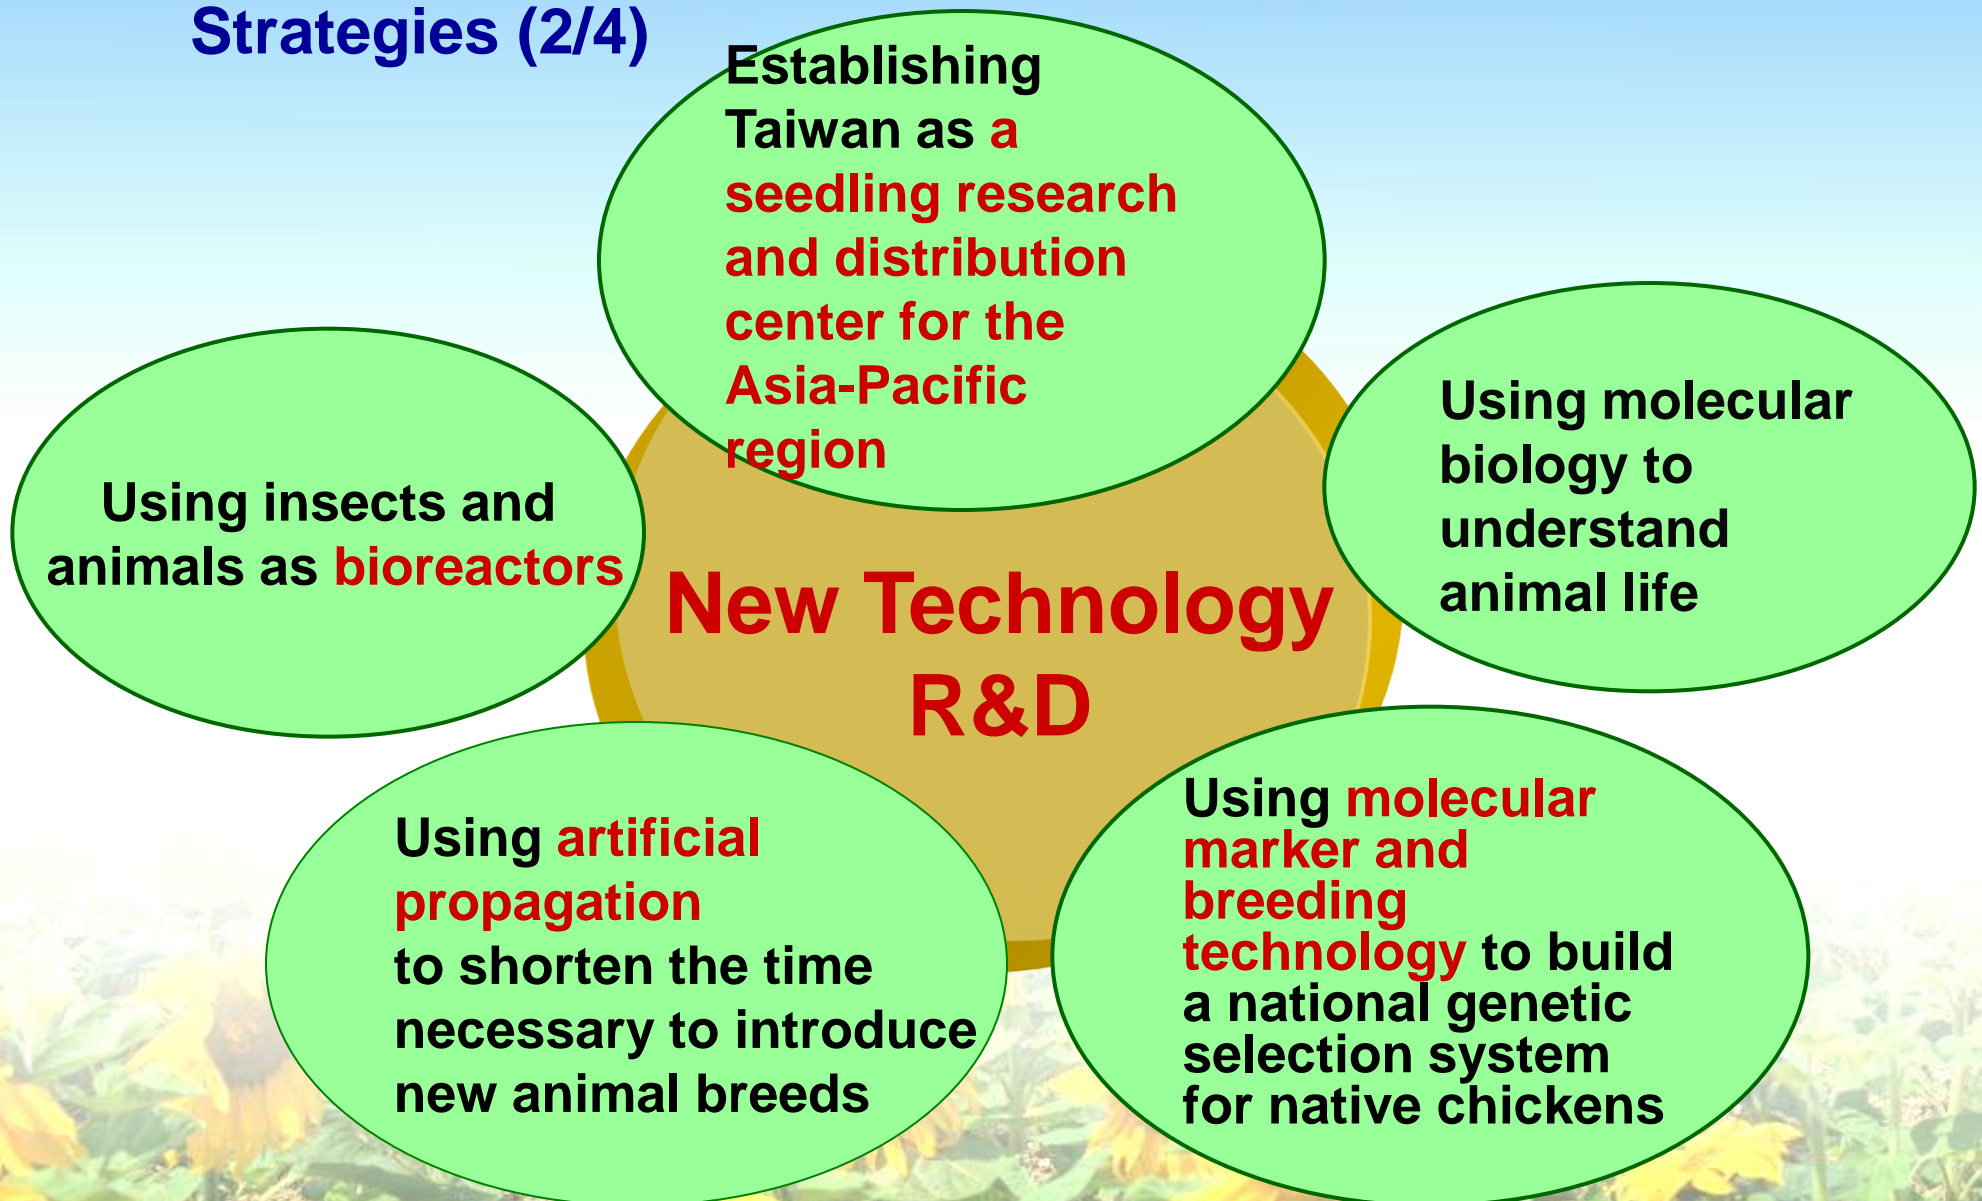 Strategies (2/4)
Establishing
Taiwan as a
seedling research
and distribution
center for the
Asia-Pacific
region
Using molecular
biology to
understand
animal life
Using insects and
animals as bioreactors
New Technology
R&D
Using artificial
propagation
to shorten the time
necessary to introduce
new animal breeds
Using molecular
marker and
breeding
technology to build
a national genetic
selection system
for native chickens